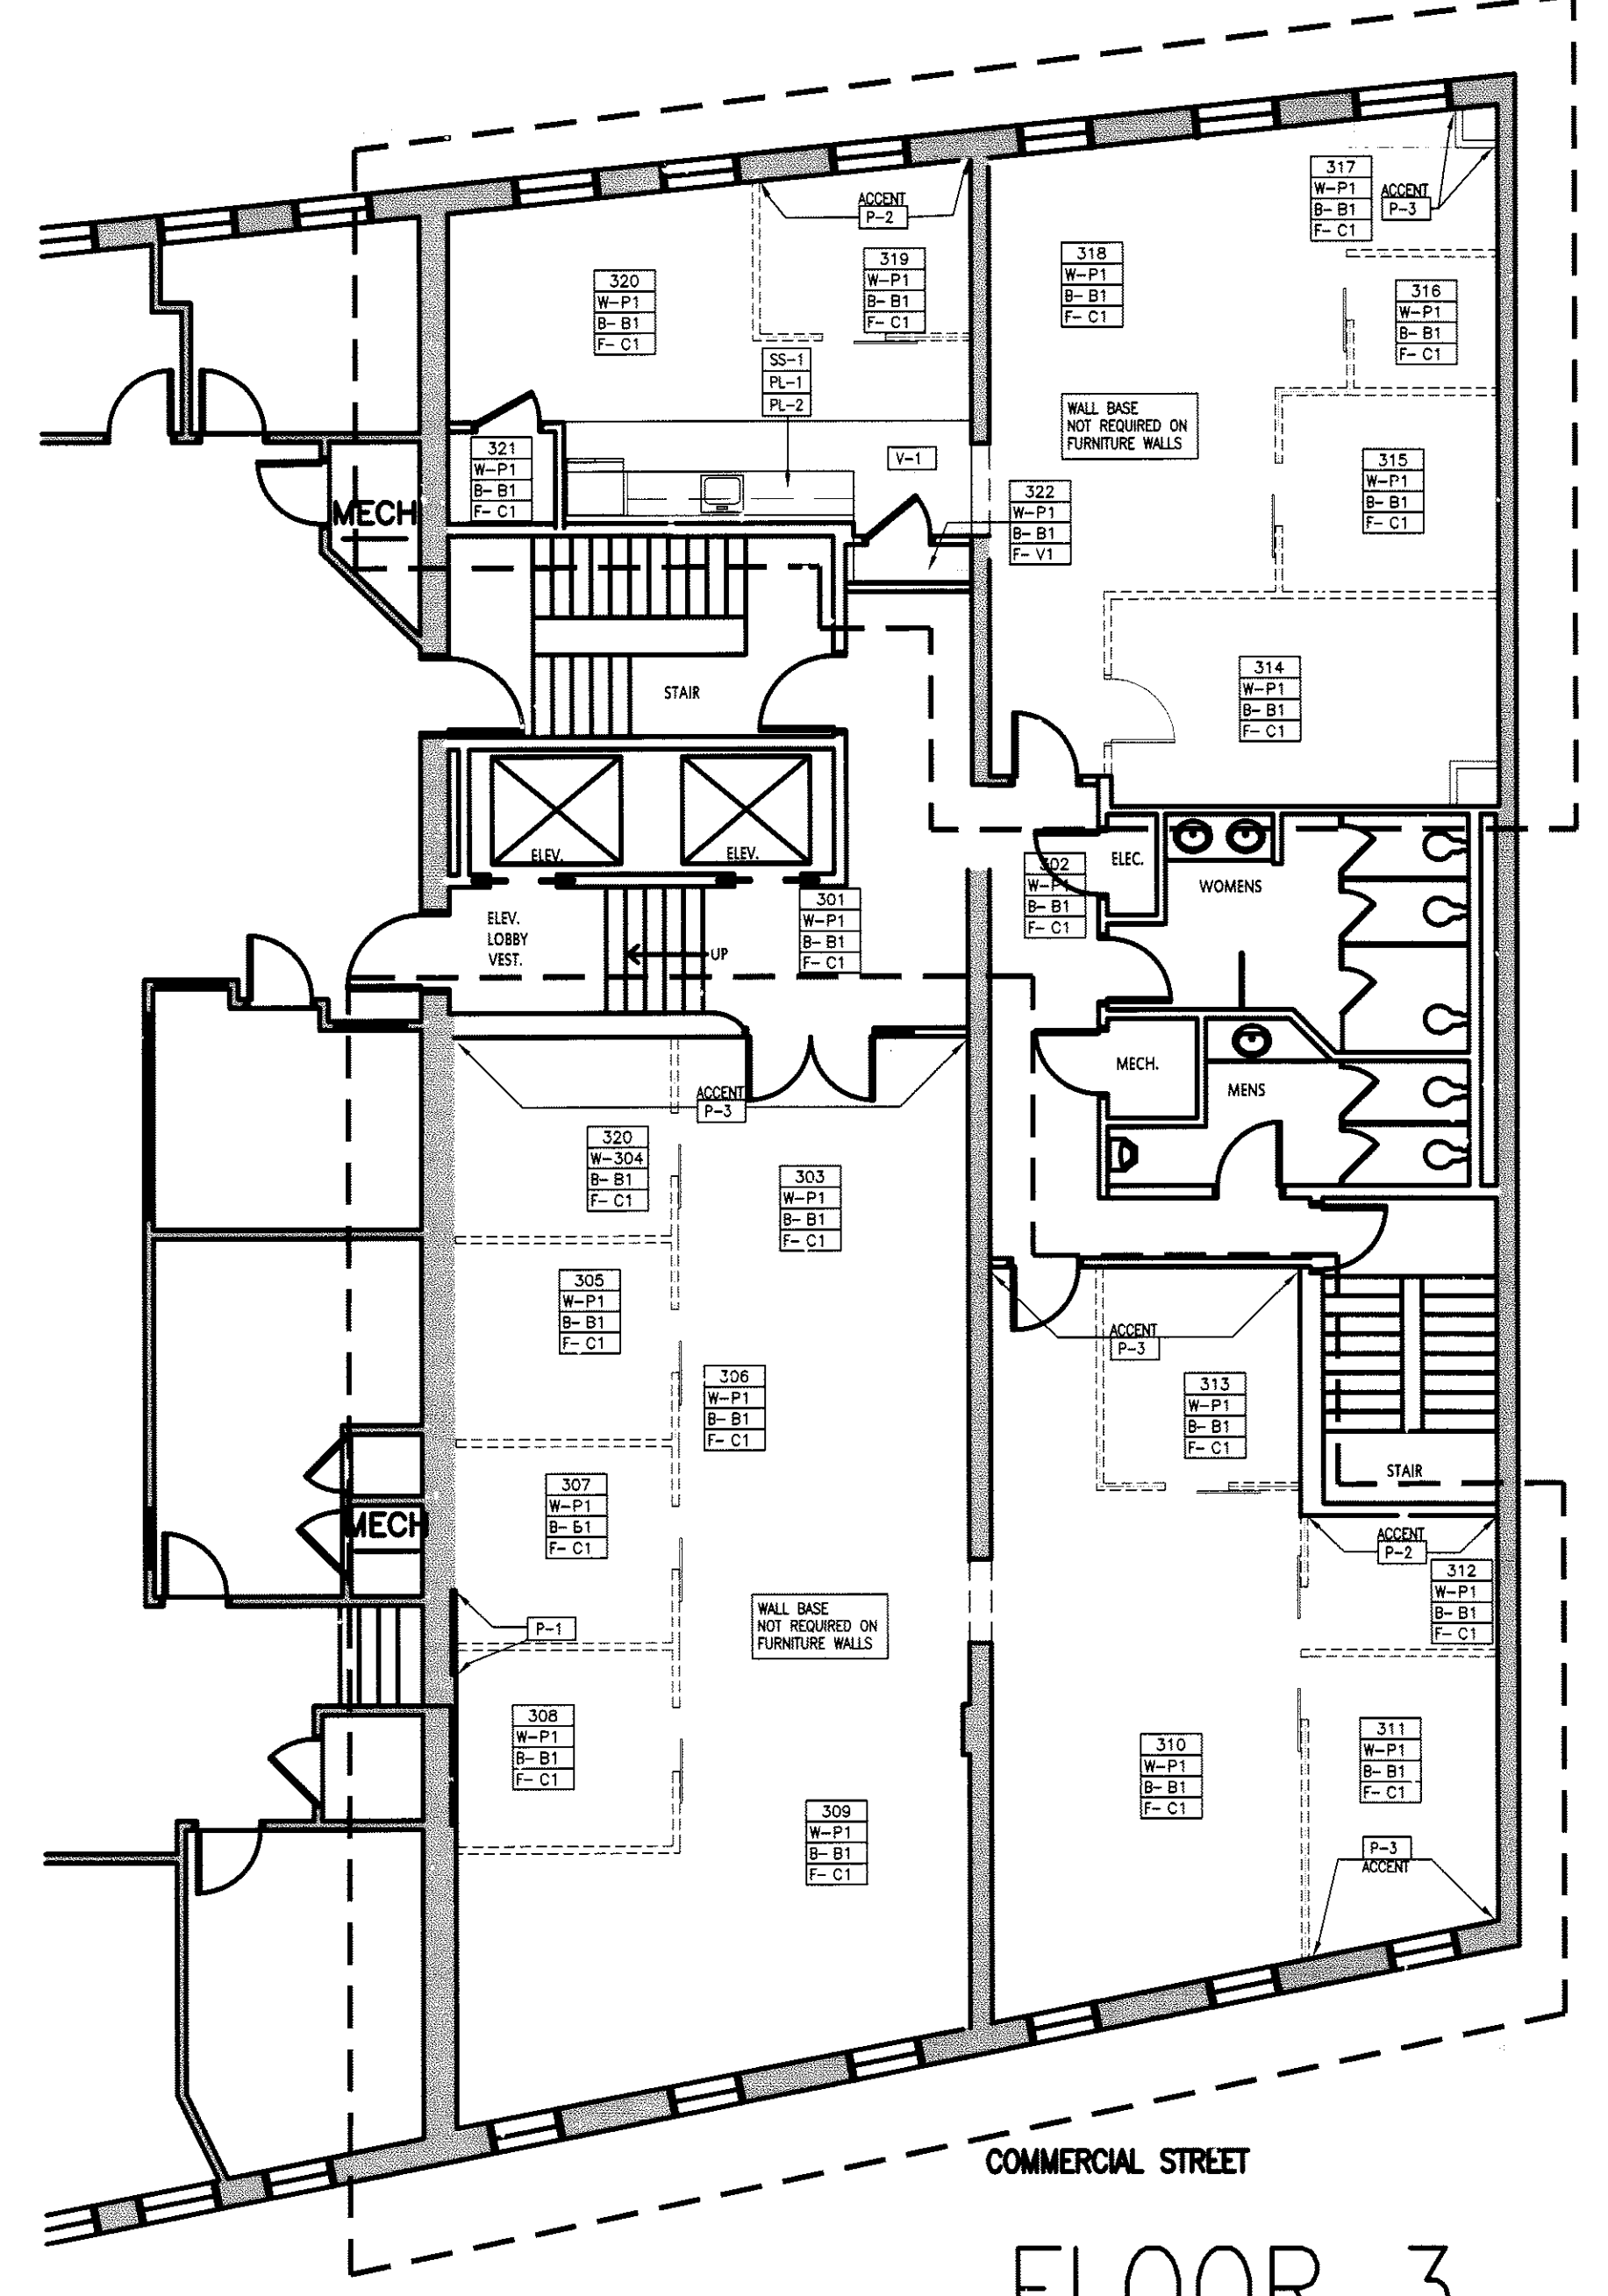 317
W-P1
B- B1
F- C1
ACCENT
P-3
ACCENT
P-2
319
W-P1
B- B1
F- C1
318
W-P1
B- B1
F- C1
320
W-P1
B- B1
F- C1
316
W-P1
B- B1
F- C1
SS-1
PL-1
PL-2
WALL BASE
NOT REQUIRED ON
FURNITURE WALLS
321
W-P1
B- B1
F- C1
V-1
315
W-P1
B- B1
F- C1
322
W-P1
B- B1
F- V1
MECH
STAIR
314
W-P1
B- B1
F- C1
ELEV.
ELEV.
302
W-P1
B- B1
F- C1
ELEC.
WOMENS
301
W-P1
B- B1
F- C1
ELEV.
LOBBY
VEST.
UP
MECH.
MENS
ACCENT
P-3
320
W-304
B- B1
F- C1
303
W-P1
B- B1
F- C1
305
W-P1
B- B1
F- C1
ACCENT
P-3
306
W-P1
B- B1
F- C1
313
W-P1
B- B1
F- C1
STAIR
307
W-P1
B- B1
F- C1
MECH
ACCENT
P-2
312
W-P1
B- B1
F- C1
P-1
WALL BASE
NOT REQUIRED ON
FURNITURE WALLS
308
W-P1
B- B1
F- C1
310
W-P1
B- B1
F- C1
311
W-P1
B- B1
F- C1
309
W-P1
B- B1
F- C1
P-3
ACCENT
COMMERCIAL STREET
FLOOR 3